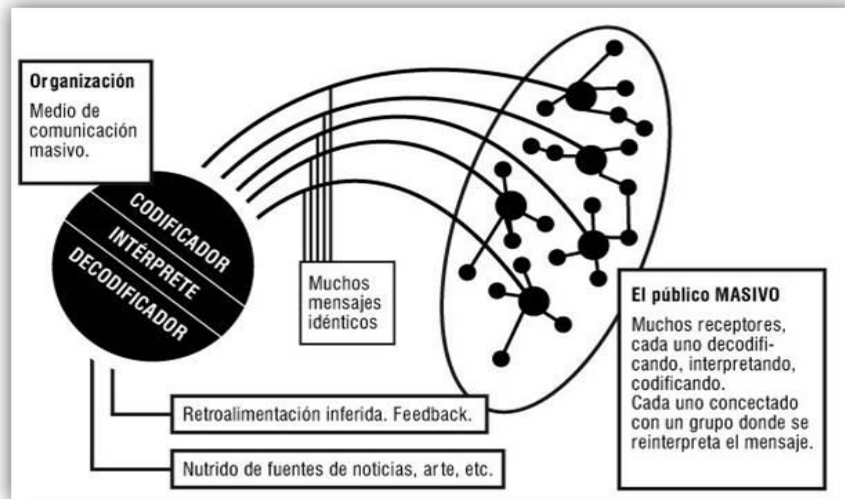 Organización
Medio de
comunicación
masivo.
CODIFICADOR
INTÉRPRETE
DECODIFICADOR
Muchos
mensajes
idénticos
El público MASIVO
Muchos receptores,
cada uno decodifi-
cando, interpretando,
codificando.
Cada uno concectado
con un grupo donde se
reinterpreta el mensaje.
Retroalimentación inferida. Feedback.
Nutrido de fuentes de noticias, arte, etc.